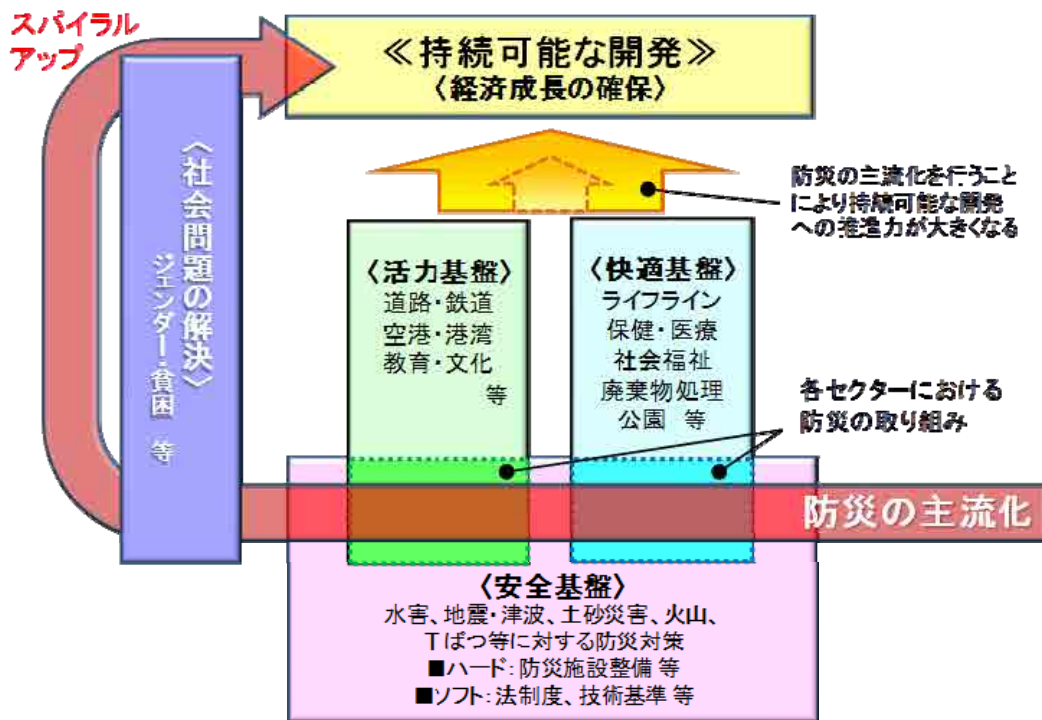 スパイラル
アップ
≪持続可能な開発≫
〈経済成長の確保〉
防災の主流化を行うこと
により持続可能な開発
への推進力が大きくなる
〈社会問題の解決〉
ジェンダー・貧困 等
〈活力基盤〉
道路・鉄道
空港・港湾
教育・文化
等
〈快適基盤〉
ライフライン
保健・医療
社会福祉
廃棄物処理
公園 等
各セクターにおける
防災の取り組み
防災の主流化
〈安全基盤〉
水害、地震・津波、土砂災害、火山、
Tばつ等に対する防災対策
■ハード：防災施設整備 等
■ソフト：法制度、技術基準 等